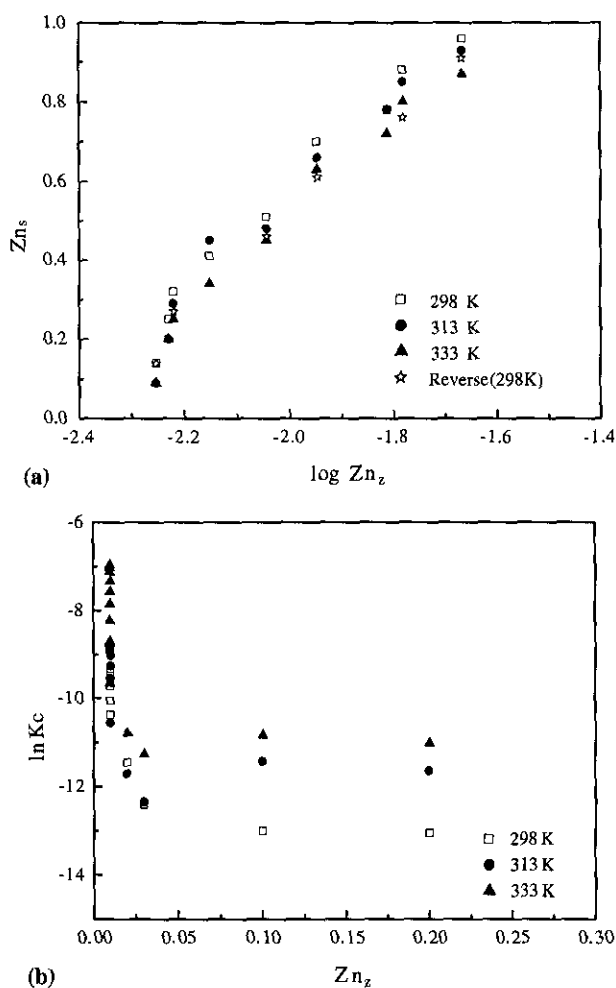 1.0
0.8
0.6
0.4
0.2
0.0
Zn_s
298 K
313 K
333 K
Reverse(298K)
-2.4 -2.2 -2.0 -1.8 -1.6 -1.4
(a) log Zn_z
-6
-8
-10
-12
-14
lnKc
298 K
313 K
333 K
0.00 0.05 0.10 0.15 0.20 0.25 0.30
(b) Zn_z